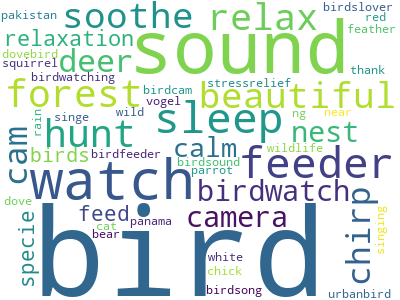 pakistan
soothe
relax
birdslover
red
feather
relaxation
sound
dovebird
squirrel
deer
thank
birdwatching
birdcam
stressrelief
forest
vogel
wild
beautiful
rain
singe
sleep
ng
near
cam
hunt
calm
nest
birds
birdfeeder
birdsound
parrot
wildlife
feeder
watch
birdwatch
chirp
dove
feed
panama
camera
specie
cat
bear
bird
singing
white
chick
birdsong
urbanbird